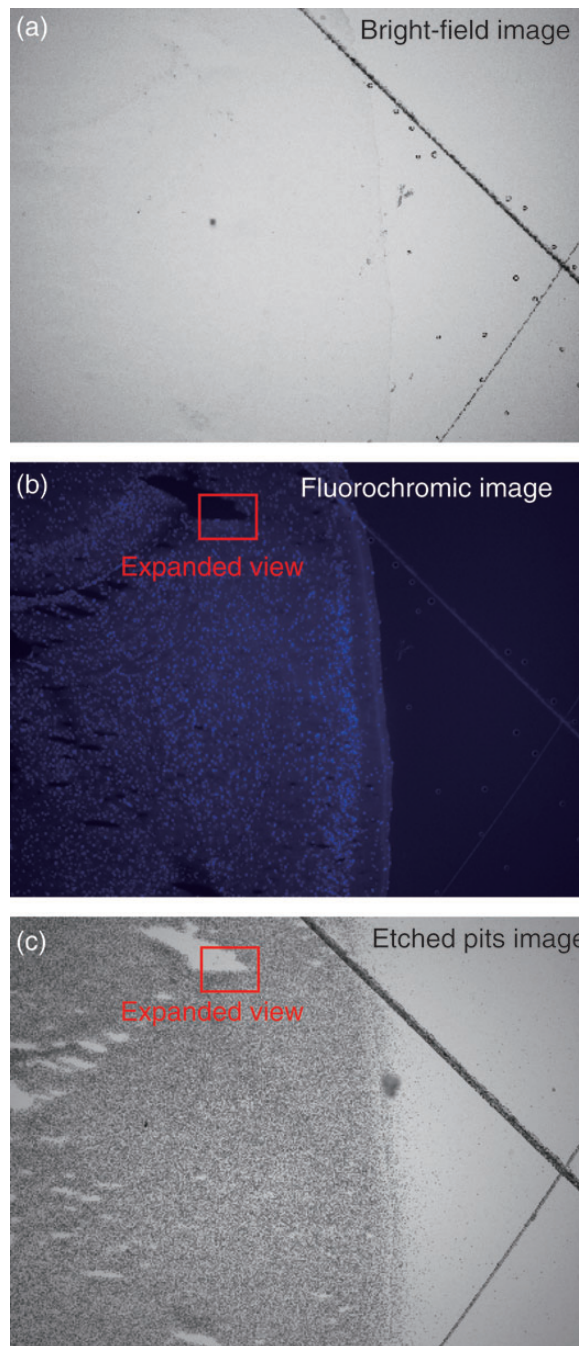 (a)
Bright-field image
(b)
Fluorochromic image
Expanded view
(c)
Etched pits image
Expanded view